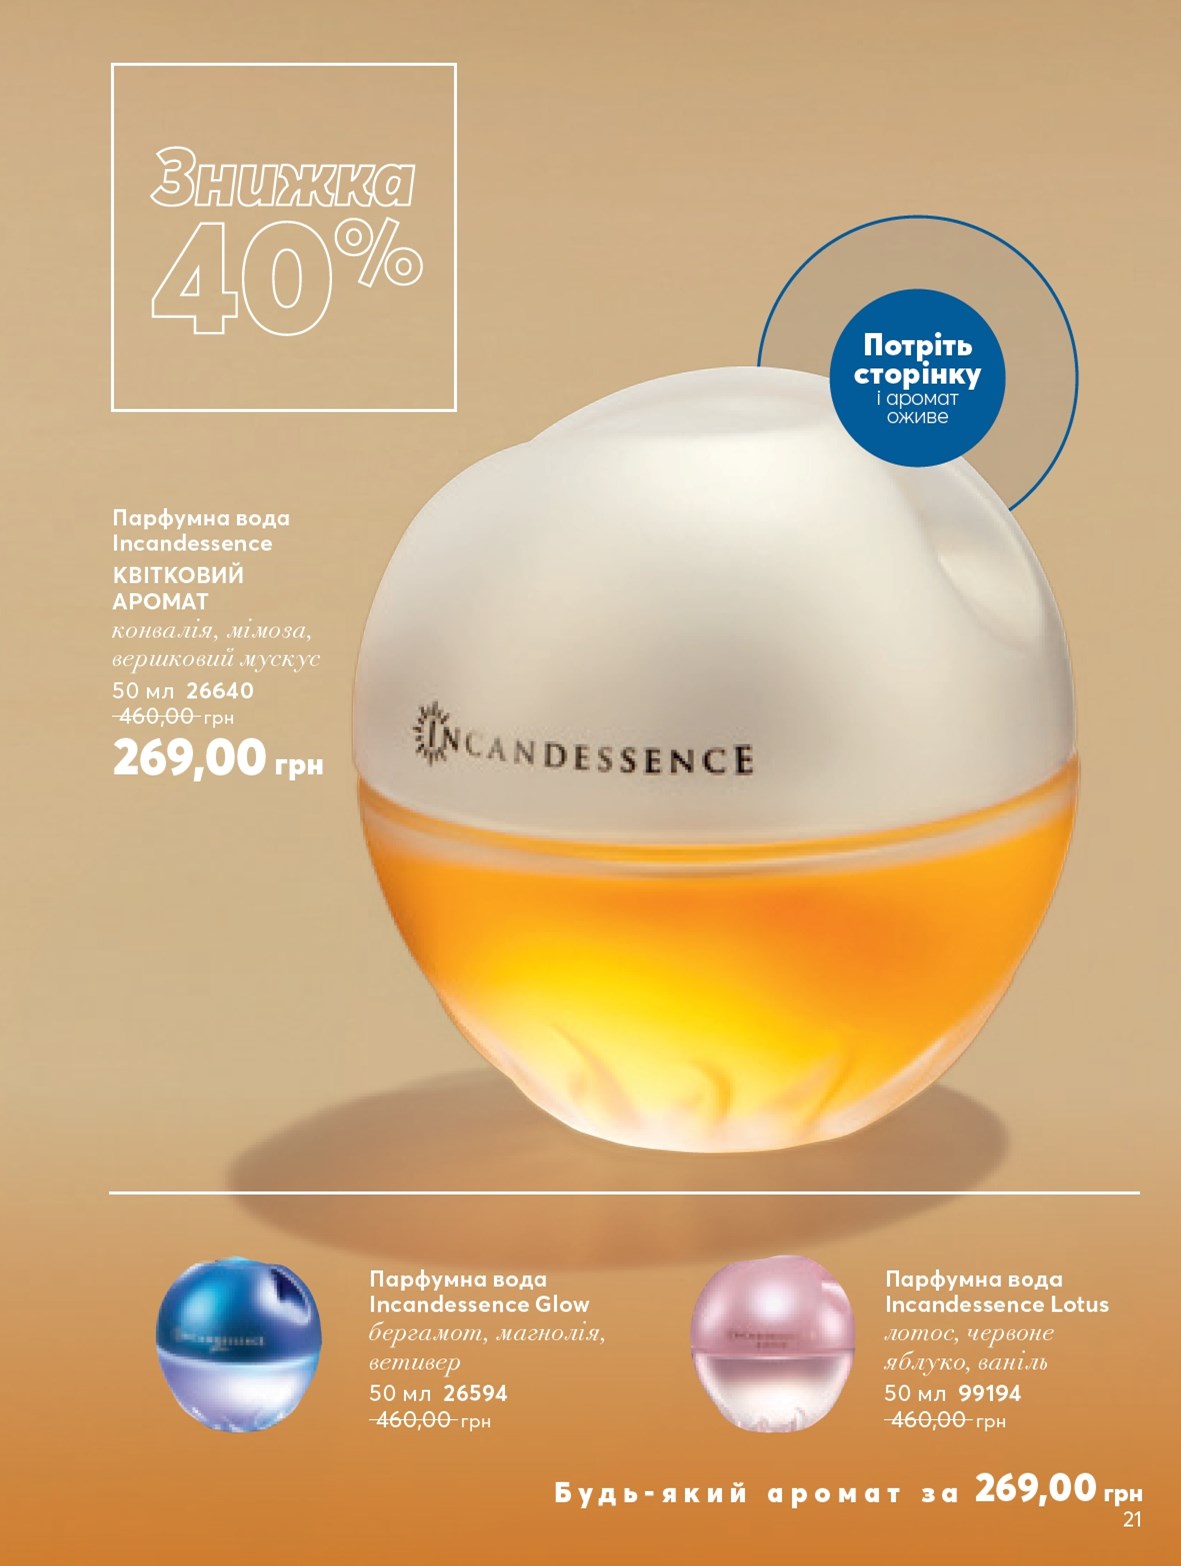 Знижка
40%
Потріть
сторінку
і аромат
оживе
Парфумна вода
Incandessence
КВІТКОВИЙ
АРОМАТ
конвалія, мімоза,
вершковий мускус
50 мл 26640
460,00 грн
269,00 грн
INCANDESSENCE
INCANDESSENCE
INCANDESSENCE
Парфумна вода
Incandessence Glow
бергамот, магнолія,
ветивер
50 мл 26594
460,00 грн
Парфумна вода
Incandessence Lotus
лотос, червоне
яблуко, ваніль
50 мл 99194
460,00 грн
Будь-який аромат за 269,00 грн
21